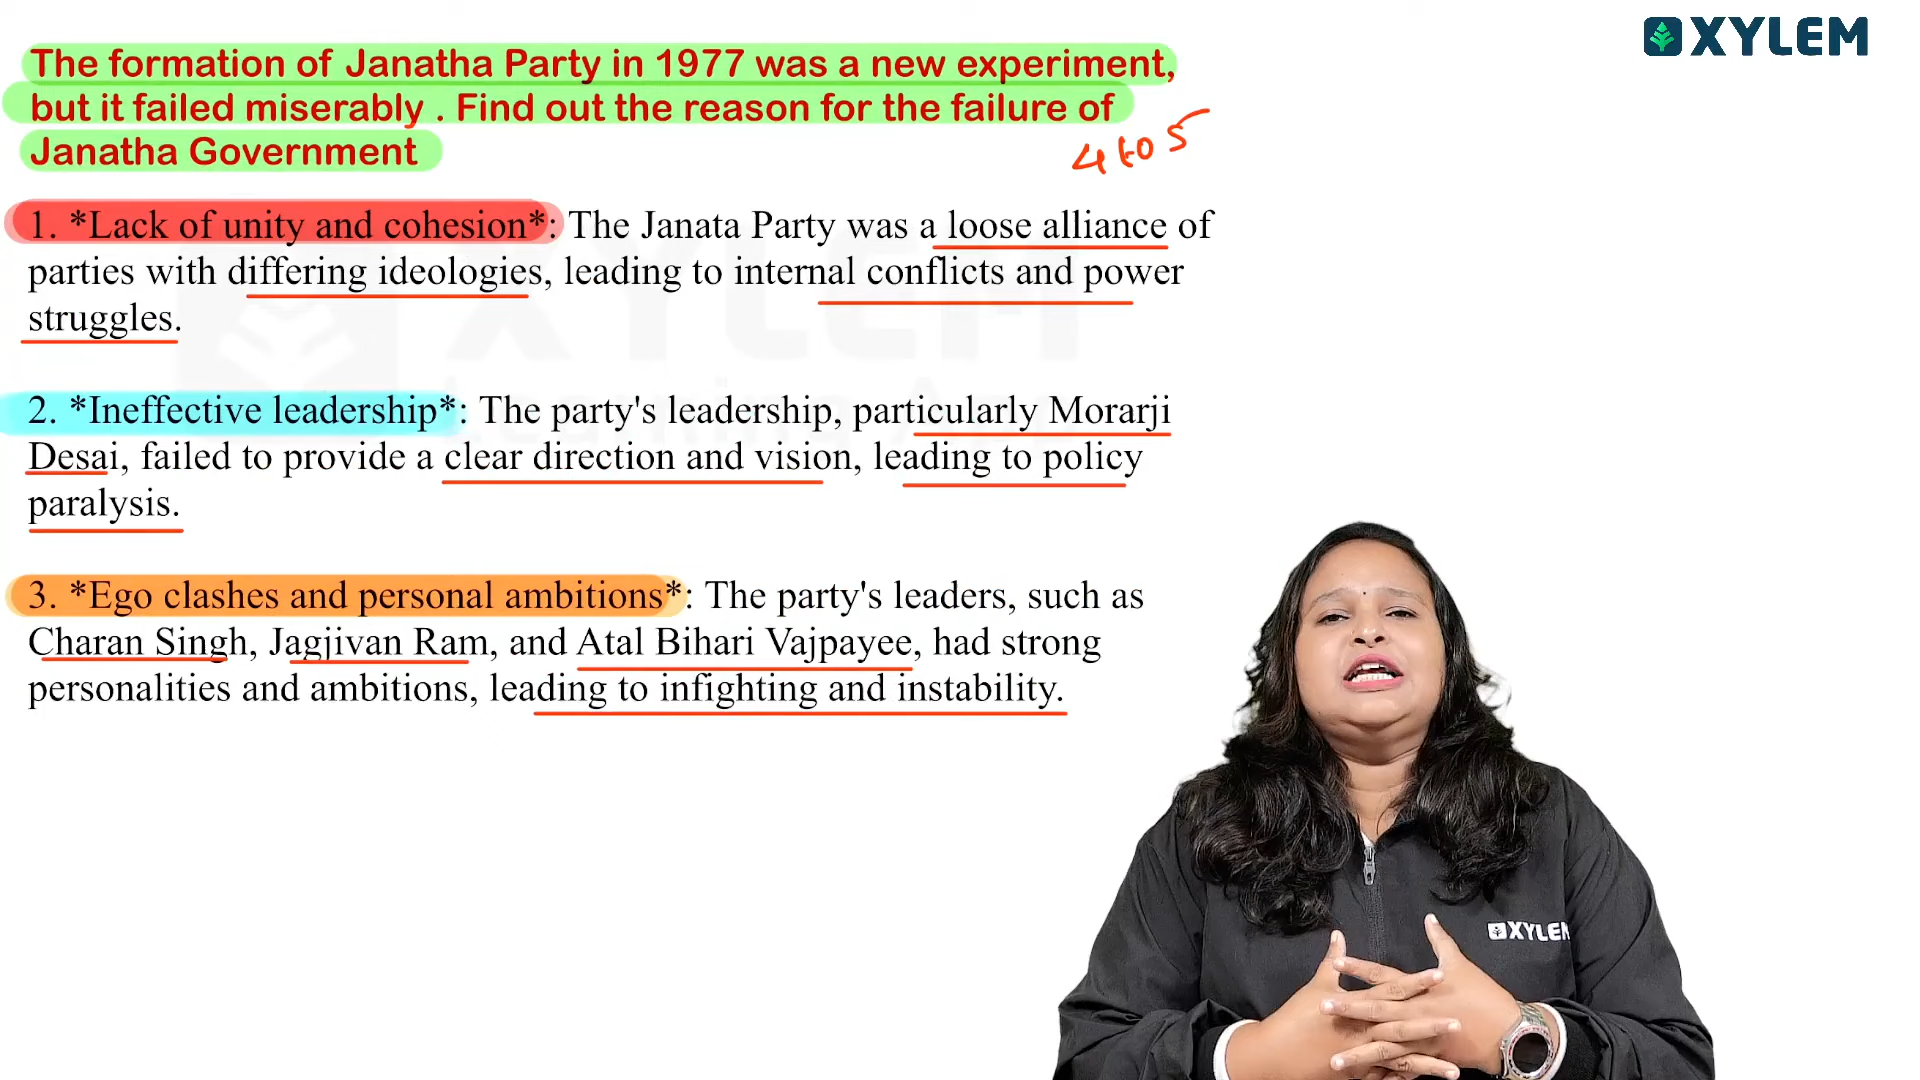 XYLEM
The formation of Janatha Party in 1977 was a new experiment,
but it failed miserably . Find out the reason for the failure of
Janatha Government
4 to 5
1. *Lack of unity and cohesion*: The Janata Party was a loose alliance of
parties with differing ideologies, leading to internal conflicts and power
struggles.
2. *Ineffective leadership*: The party's leadership, particularly Morarji
Desai, failed to provide a clear direction and vision, leading to policy
paralysis.
3. *Ego clashes and personal ambitions*: The party's leaders, such as
Charan Singh, Jagjivan Ram, and Atal Bihari Vajpayee, had strong
personalities and ambitions, leading to infighting and instability.
XYLEM
XYLEM